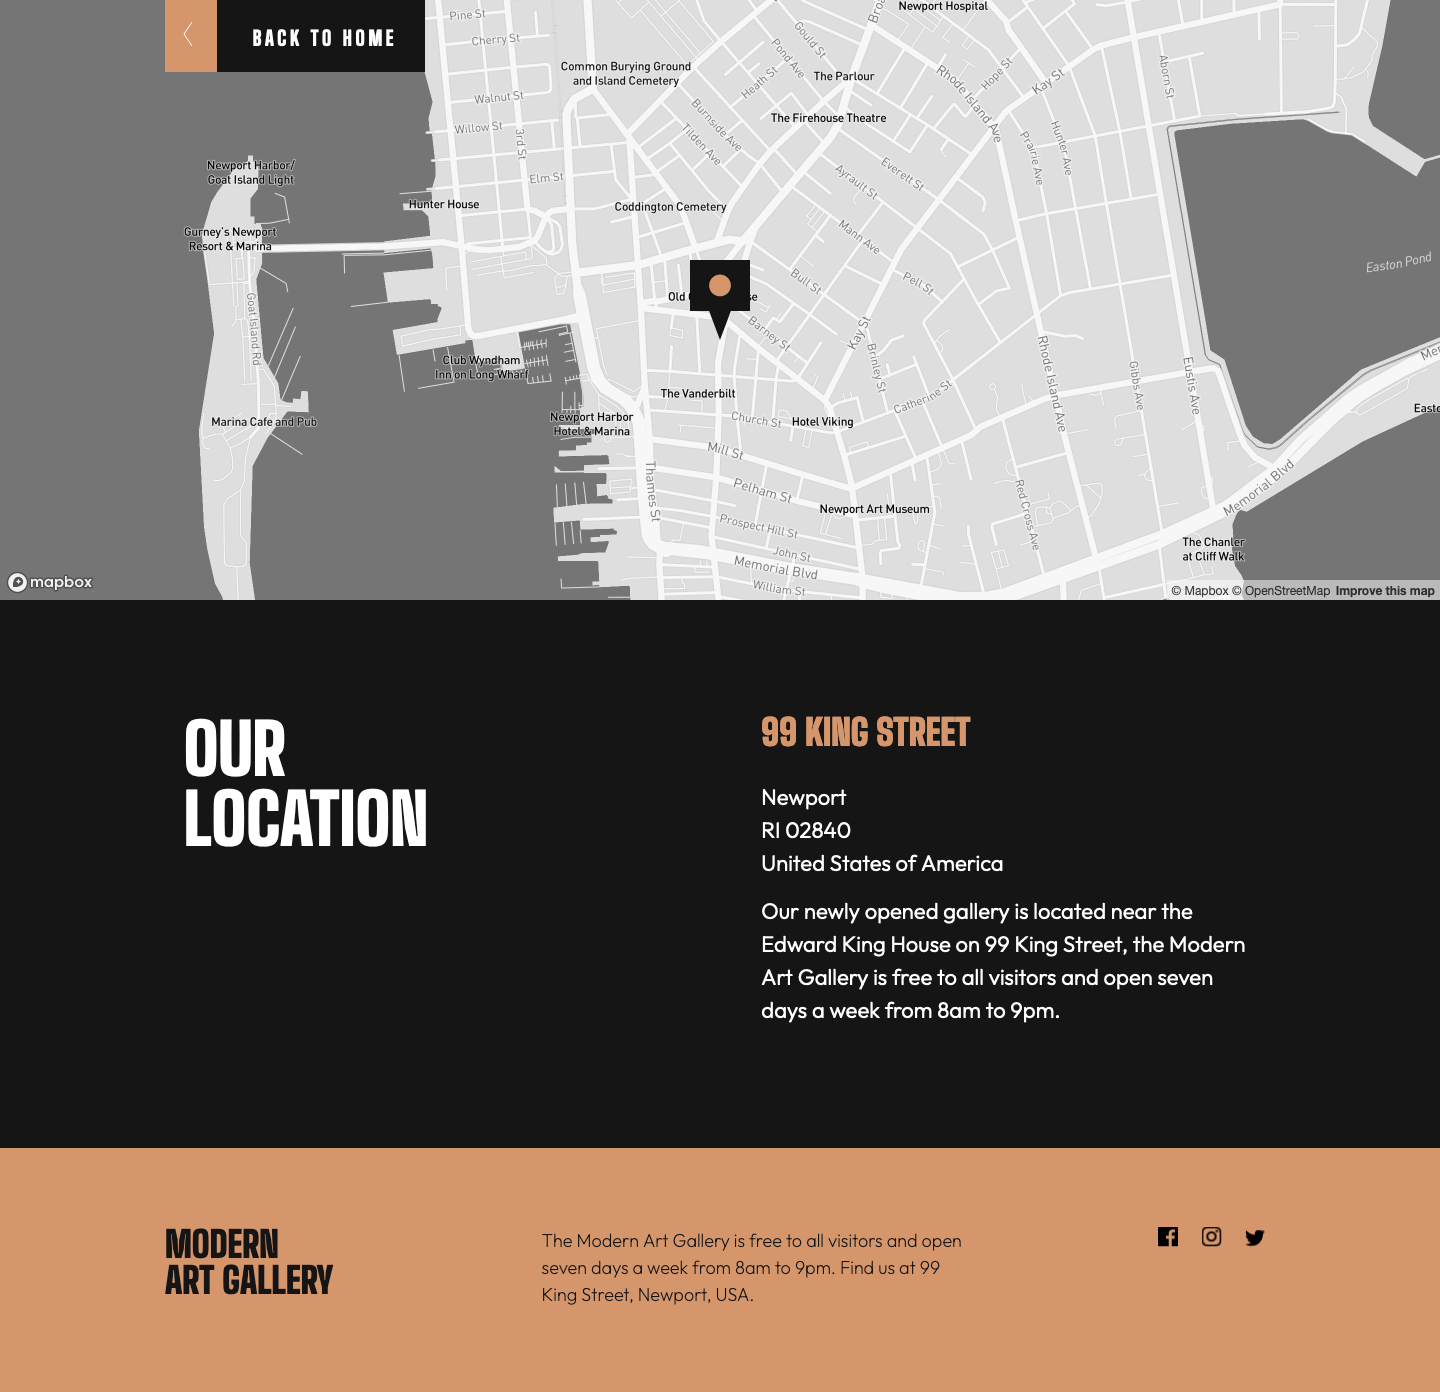 BACK TO HOME
Newport Hospital
Broa
Pine St
Cherry St
Gould St
Pond Ave
Heath St
Common Burying Ground
and Island Cemetery
The Parlour
Rhode Island Ave
Hope St
Kay St
Aborn St
Walnut St
Willow St
3rd St
Burnside Ave
Tilden Ave
The Firehouse Theatre
Prairie Ave
Hunter Ave
Newport Harbor/
Goat Island Light
Elm St
Ayrault St
Everett St
Hunter House
Coddington Cemetery
Gurney's Newport
Resort & Marina
Mann Ave
Easton Pond
Bull St
Pell St
Old
se
Goat Island Rd
Barney St
Kay St
Brinley St
Rhode Island Ave
Gibbs Ave
Eustis Ave
Club Wyndham
Inn on Long Wharf
The Vanderbilt
Catherine St
Marina Cafe and Pub
Newport Harbor
Hotel & Marina
Church St
Hotel Viking
Easto
Mill St
Thames St
Pelham St
Memorial Blvd
Red Cross Ave
Newport Art Museum
Prospect Hill St
John St
Memorial Blvd
William St
The Chanler
at Cliff Walk
mapbox
© Mapbox © OpenStreetMap Improve this map
OUR
LOCATION
99 KING STREET
Newport
RI 02840
United States of America
Our newly opened gallery is located near the
Edward King House on 99 King Street, the Modern
Art Gallery is free to all visitors and open seven
days a week from 8am to 9pm.
MODERN
ART GALLERY
The Modern Art Gallery is free to all visitors and open
seven days a week from 8am to 9pm. Find us at 99
King Street, Newport, USA.